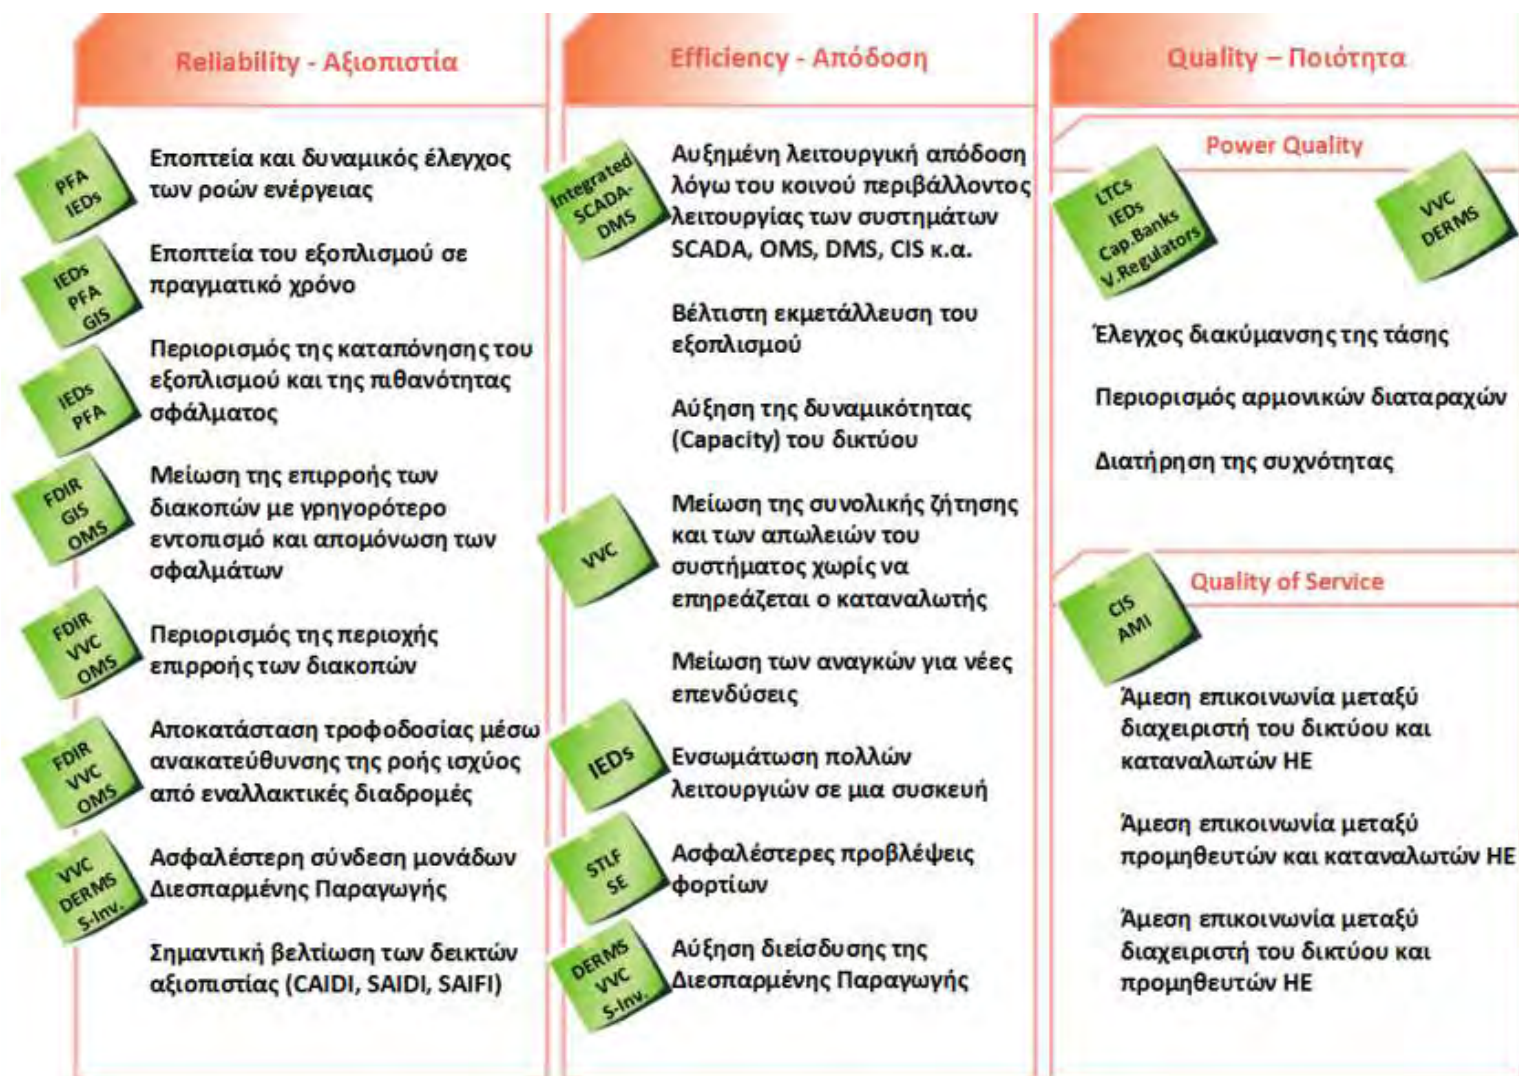 Reliability - Αξιοπιστία
PFA
IEDs
Εποπτεία και δυναμικός έλεγχος
των ροών ενέργειας
IEDs
PFA
GIS
Εποπτεία του εξοπλισμού σε
πραγματικό χρόνο
IEDs
PFA
Περιορισμός της καταπόνησης του
εξοπλισμού και της πιθανότητας
σφάλματος
FDIR
GIS
OMS
Μείωση της επιρροής των
διακοπών με γρηγορότερο
εντοπισμό και απομόνωση των
σφαλμάτων
FDIR
VVC
OMS
Περιορισμός της περιοχής
επιρροής των διακοπών
FDIR
VVC
OMS
Αποκατάσταση τροφοδοσίας μέσω
ανακατεύθυνσης της ροής ισχύος
από εναλλακτικές διαδρομές
VVC
DERMS
S-Inv.
Ασφαλέστερη σύνδεση μονάδων
Διεσπαρμένης Παραγωγής
Σημαντική βελτίωση των δεικτών
αξιοπιστίας (CAIDI, SAIDI, SAIFI)
Efficiency - Απόδοση
Integrated
SCADA-
DMS
Αυξημένη λειτουργική απόδοση
λόγω του κοινού περιβάλλοντος
λειτουργίας των συστημάτων
SCADA, OMS, DMS, CIS κ.α.
Βέλτιστη εκμετάλλευση του
εξοπλισμού
Αύξηση της δυναμικότητας
(Capacity) του δικτύου
VVC
Μείωση της συνολικής ζήτησης
και των απωλειών του
συστήματος χωρίς να
επηρεάζεται ο καταναλωτής
Μείωση των αναγκών για νέες
επενδύσεις
IEDs
Ενσωμάτωση πολλών
λειτουργιών σε μια συσκευή
STLF
SE
Ασφαλέστερες προβλέψεις
φορτίων
DERMS
VVC
S-Inv.
Αύξηση διείσδυσης της
Διεσπαρμένης Παραγωγής
Quality – Ποιότητα
Power Quality
LTCs
IEDs
Cap.Banks
V.Regulators
VVC
DERMS
Έλεγχος διακύμανσης της τάσης
Περιορισμός αρμονικών διαταραχών
Διατήρηση της συχνότητας
Quality of Service
CIS
AMI
Άμεση επικοινωνία μεταξύ
διαχειριστή του δικτύου και
καταναλωτών ΗΕ
Άμεση επικοινωνία μεταξύ
προμηθευτών και καταναλωτών ΗΕ
Άμεση επικοινωνία μεταξύ
διαχειριστή του δικτύου και
προμηθευτών ΗΕ